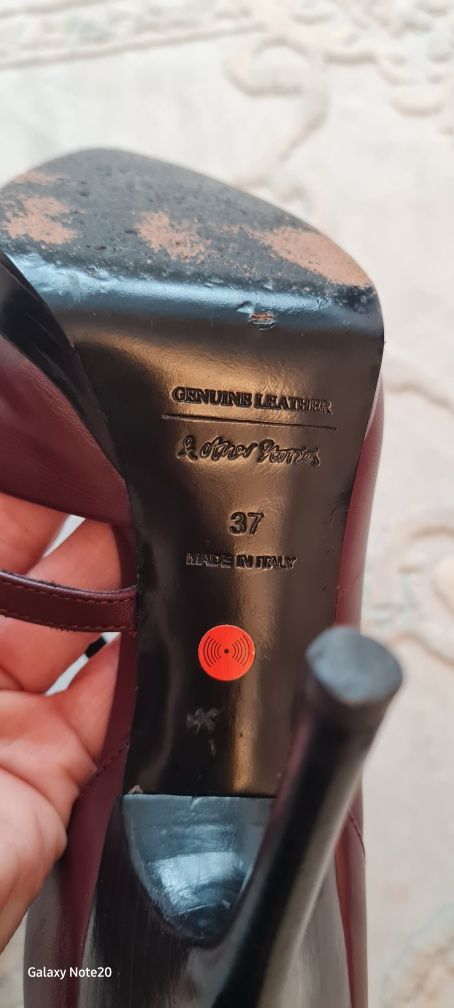 GENUINE LEATHER
& other Stories
37
MADE IN ITALY
Galaxy Note20